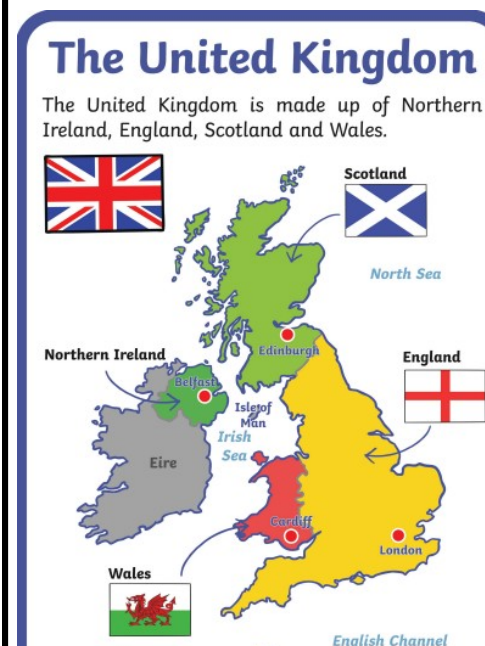 The United Kingdom
The United Kingdom is made up of Northern
Ireland, England, Scotland and Wales.
Scotland
North Sea
Edinburgh
Northern Ireland
England
Belfast
Isle of
Man
Irish
Sea
Eire
Cardiff
London
Wales
English Channel